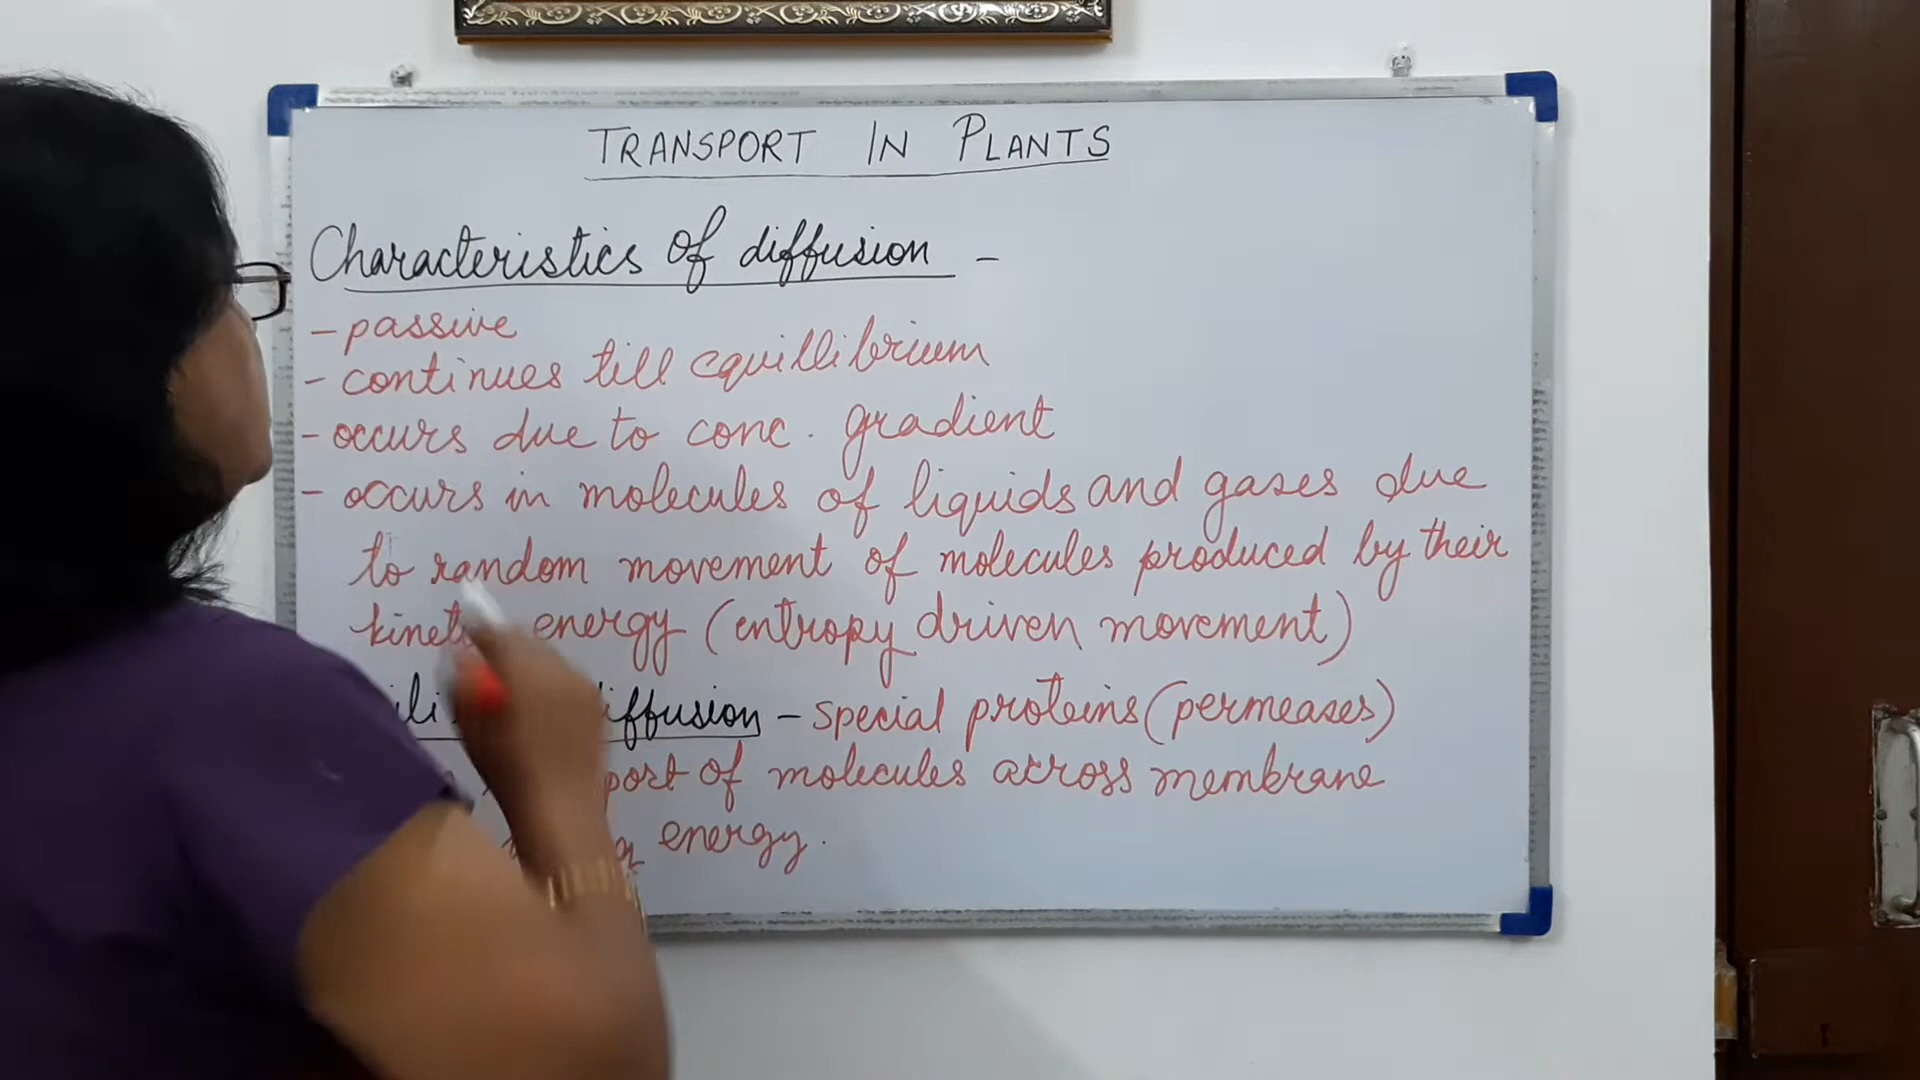 TRANSPORT IN PLANTS
Characteristics of diffusion -
- passive
- continues till equillibrium
- occurs due to conc. gradient
- occurs in molecules of liquids and gases due
to random movement of molecules produced by their
energy (entropy driven movement)
- special proteins (permeases)
of molecules across membrane
energy.